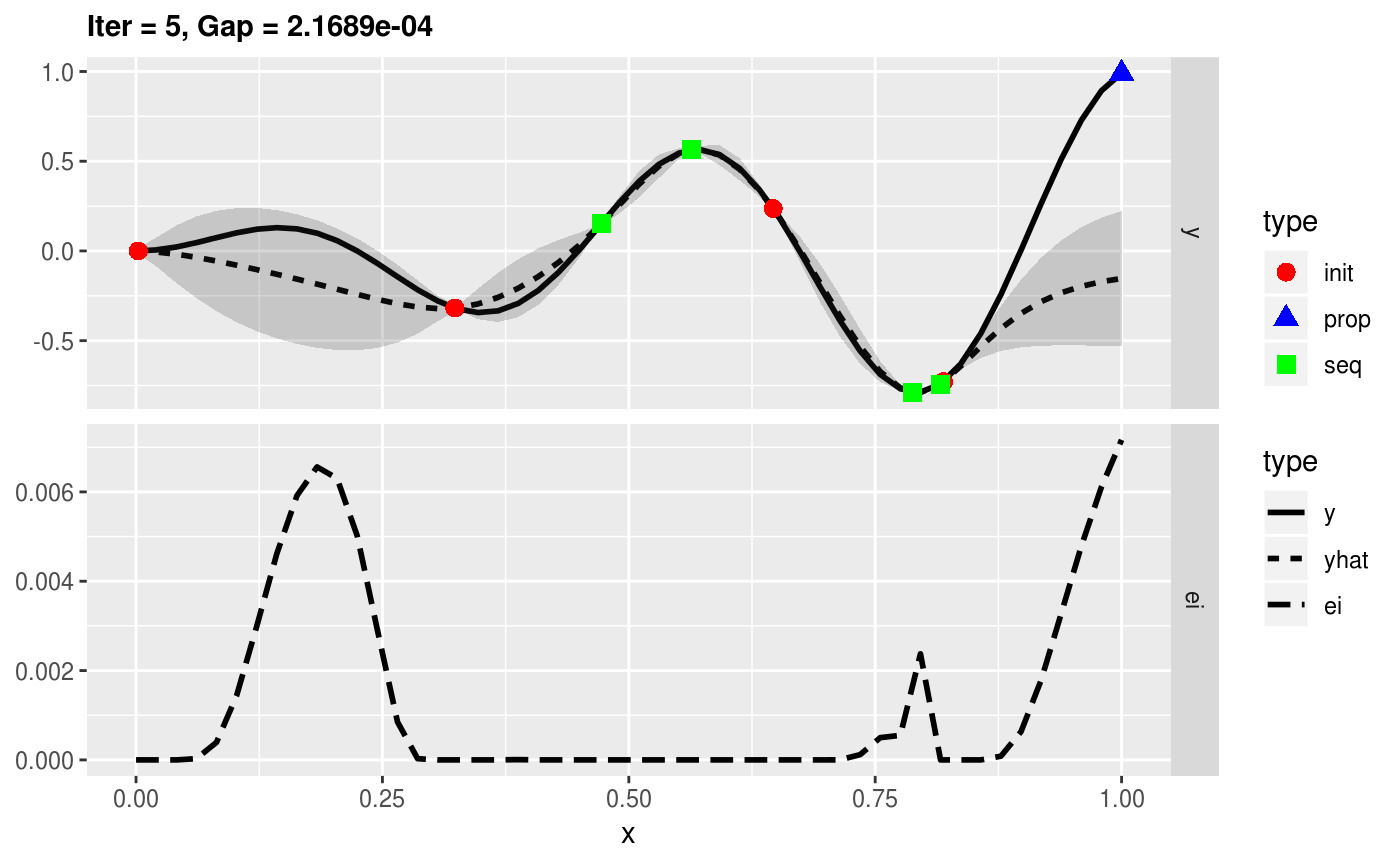 Iter = 5, Gap = 2.1689e-04
1.0
0.5
0.0
-0.5
y
0.006
0.004
0.002
0.000
ei
0.00
0.25
0.50
0.75
1.00
x
type
init
prop
seq
type
y
yhat
ei